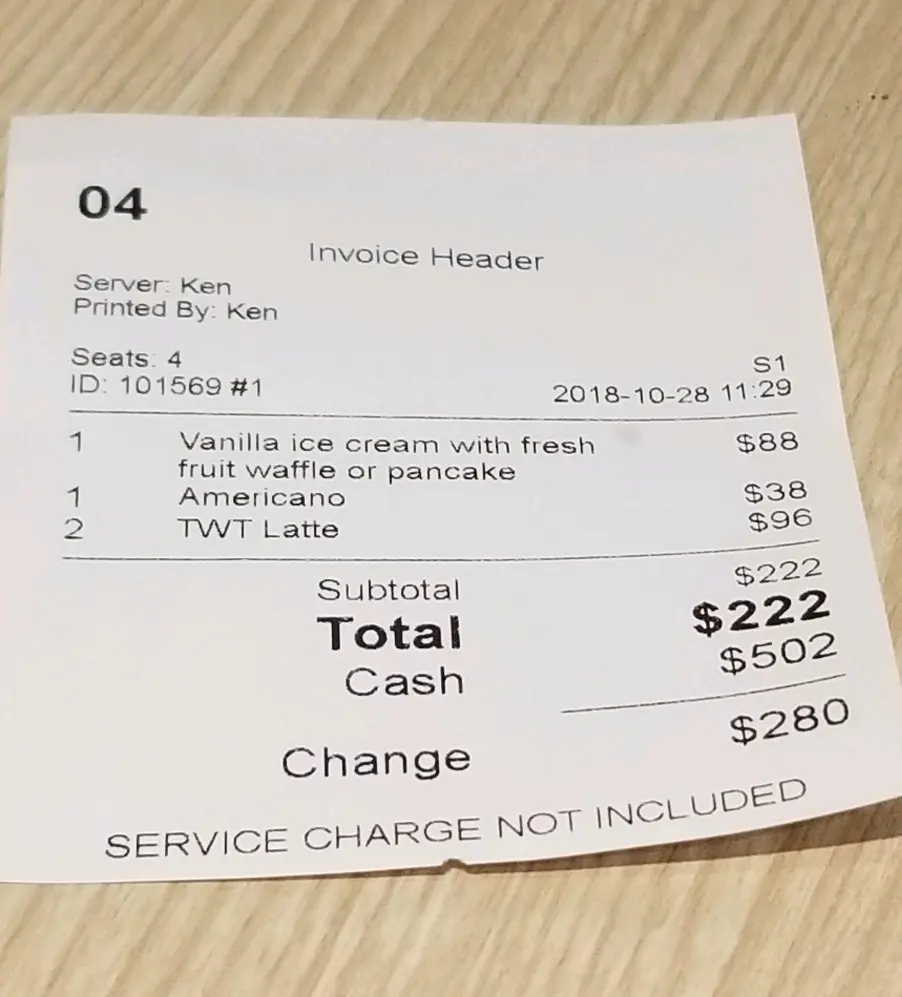 04
Invoice Header
Server: Ken
Printed By: Ken
Seats: 4 S1
ID: 101569 #1 2018-10-28 11:29
1 Vanilla ice cream with fresh $88
fruit waffle or pancake
1 Americano $38
2 TWT Latte $96
Subtotal $222
Total $222
Cash $502
Change $280
SERVICE CHARGE NOT INCLUDED